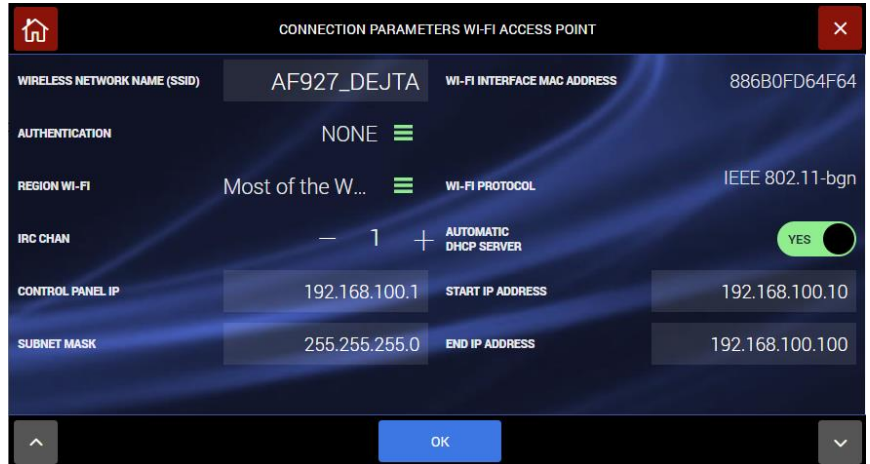 CONNECTION PARAMETERS WI-FI ACCESS POINT
WIRELESS NETWORK NAME (SSID) AF927_DEJTA WI-FI INTERFACE MAC ADDRESS 886B0FD64F64
AUTHENTICATION NONE
REGION WI-FI Most of the W... WI-FI PROTOCOL IEEE 802.11-bgn
IRC CHAN − 1 + AUTOMATIC
DHCP SERVER YES
CONTROL PANEL IP 192.168.100.1 START IP ADDRESS 192.168.100.10
SUBNET MASK 255.255.255.0 END IP ADDRESS 192.168.100.100
OK